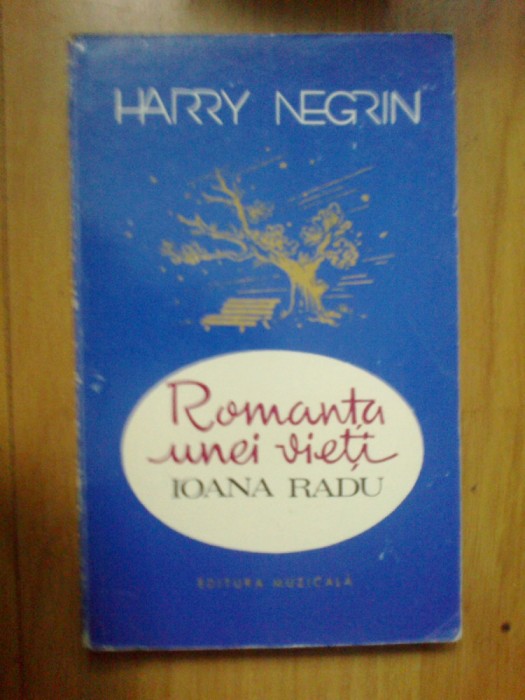 HARRY NEGRIN
Romanța
unei vieți
IOANA RADU
EDITURA MUZICALĂ